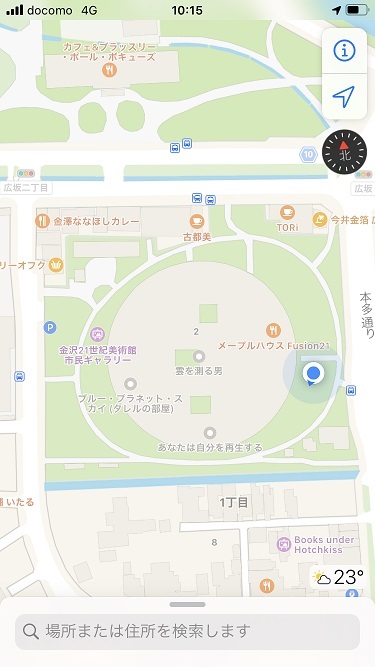 docomo 4G
10:15
カフェ&ブラッスリー
・ポール・ボキューズ
10
北
広坂二丁目
広坂
金澤ななほしカレー
古都美
TORi
今井金箔 広
リーオフク
本多通り
P
2
金沢21世紀美術館
市民ギャラリー
メープルハウス Fusion21
雲を測る男
ブルー・プラネット・ス
カイ (タレルの部屋)
あなたは自分を再生する
いたる
1丁目
8
Books under
Hotchkiss
23°
場所または住所を検索します